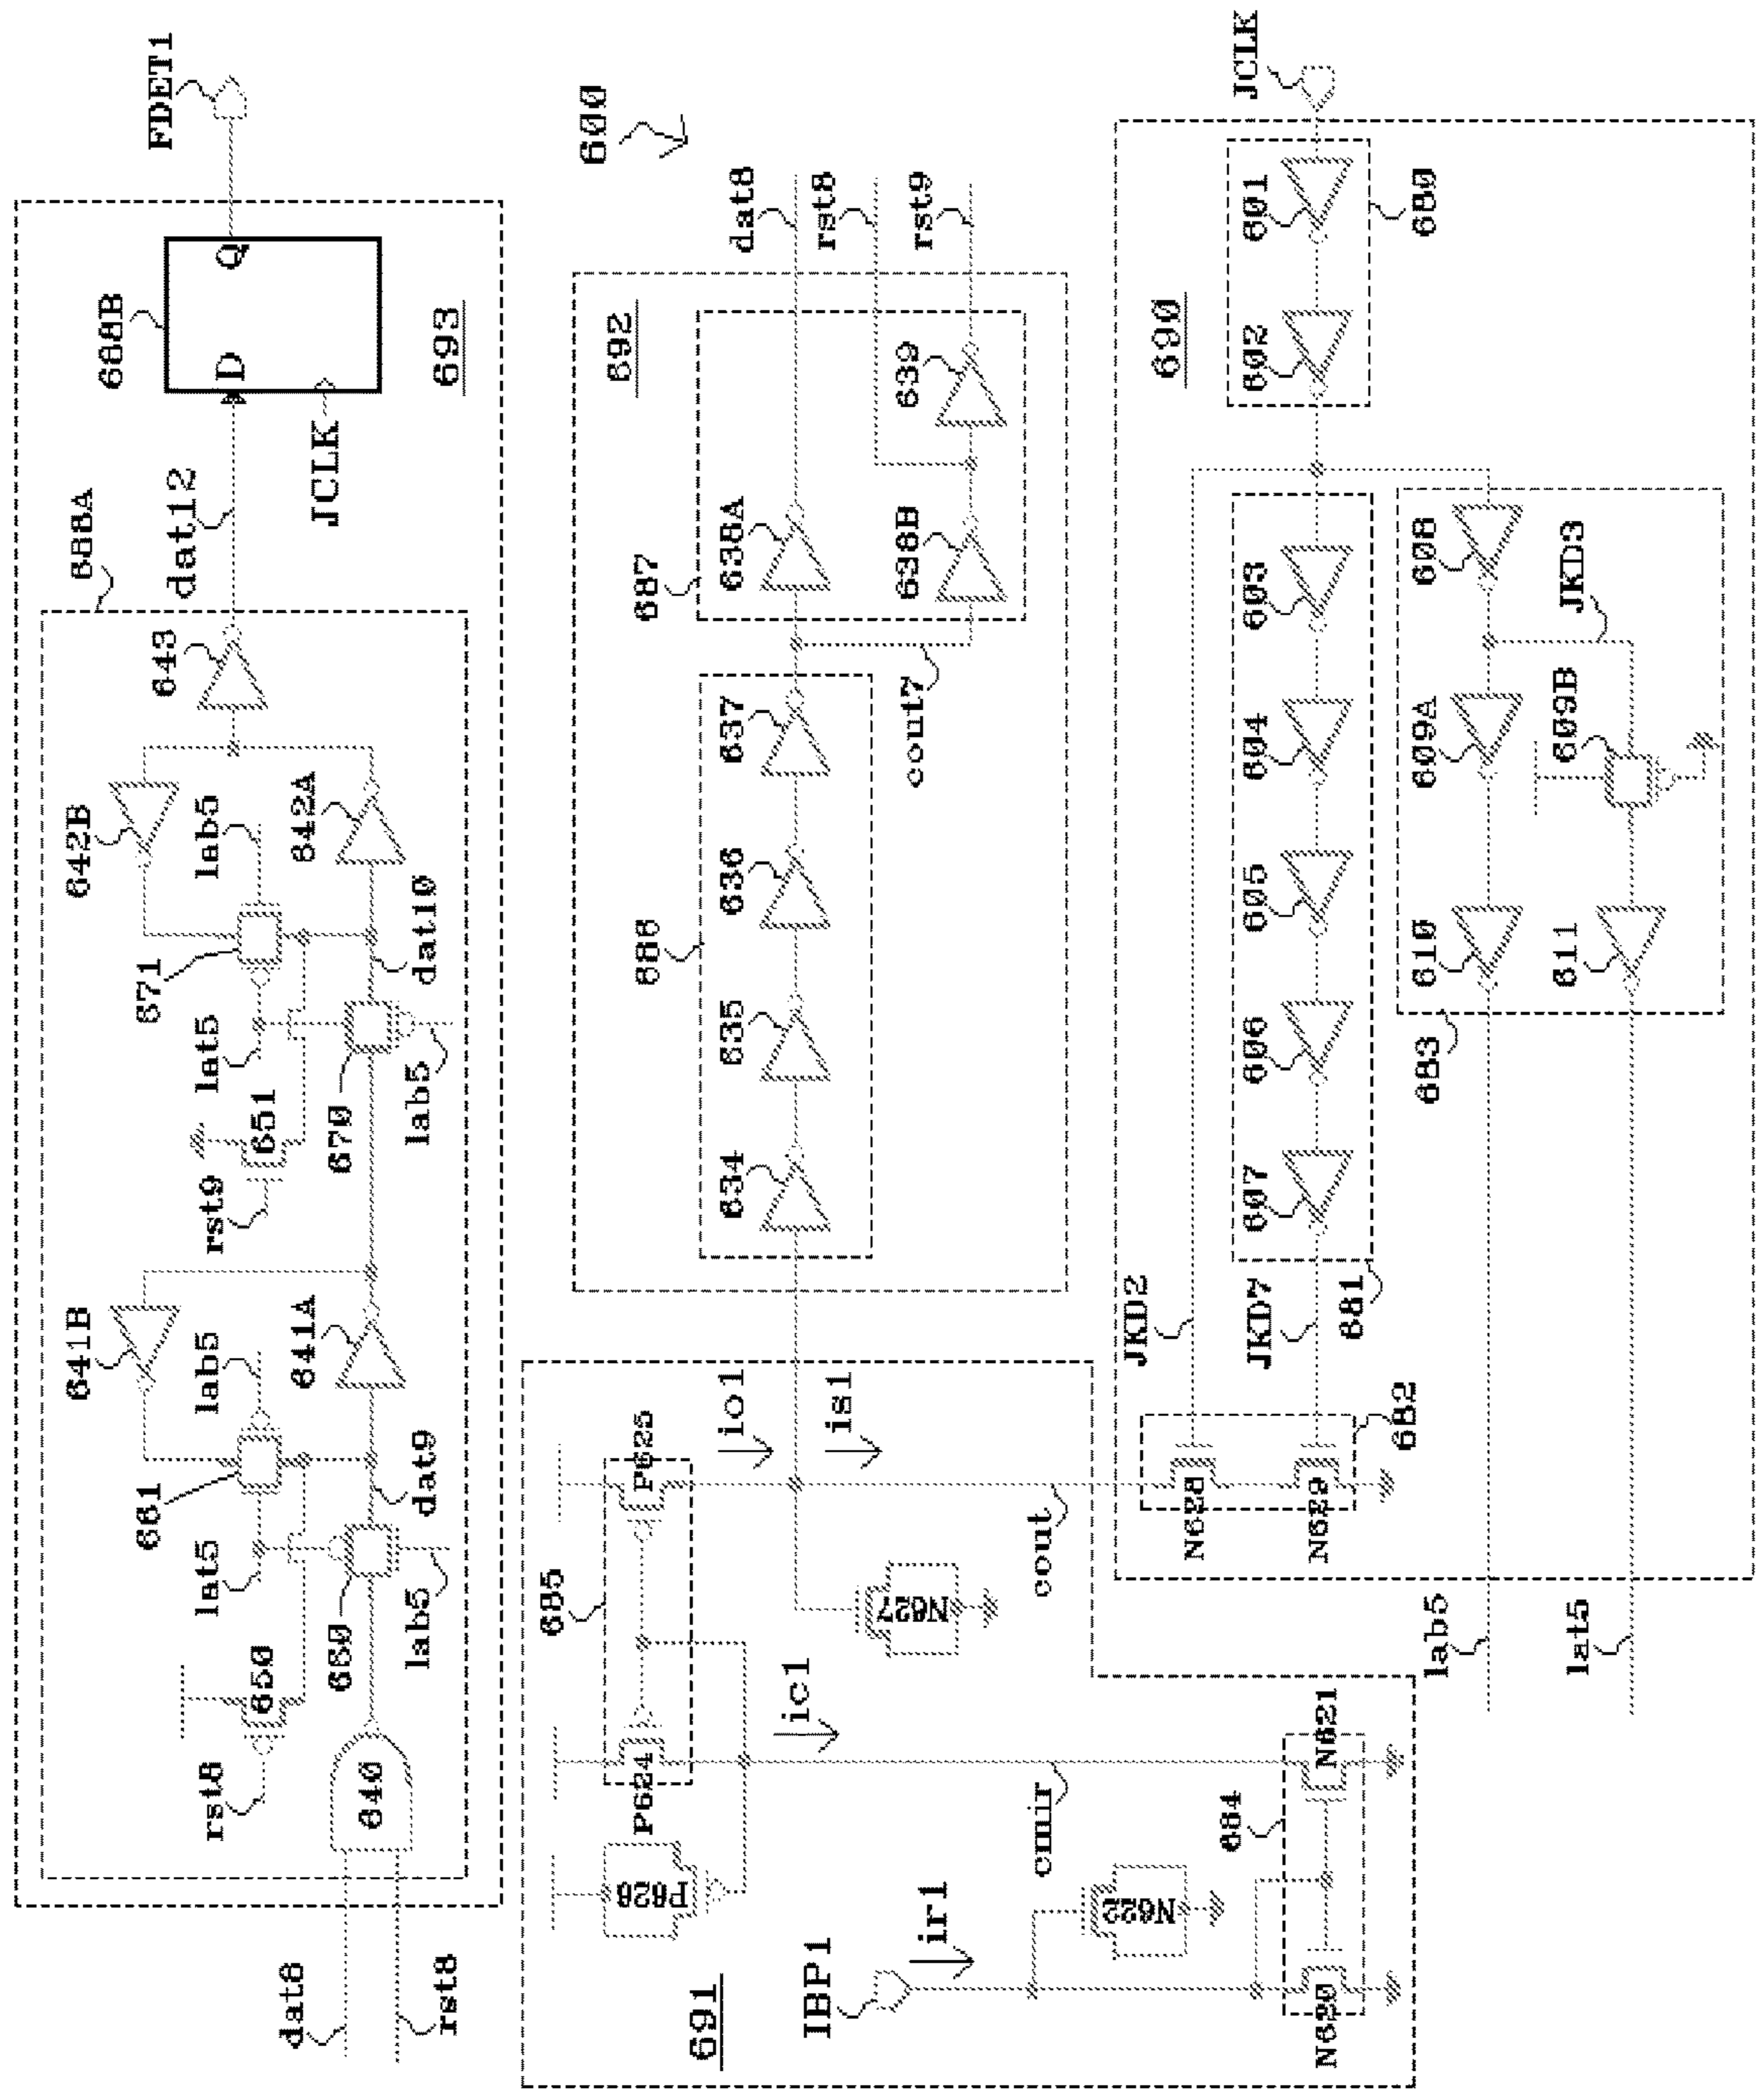 FDET1
688B
D
Q
JCLK
693
dat12
688A
643
642B
lab5
642A
671
lat5
dat10
651
rst9
670
lab5
641B
lab5
641A
661
lat5
dat9
650
rst8
660
lab5
640
dat8
rst8
600
692
dat8
rst8
rst9
687
638A
638B
639
cout7
686
634
635
636
637
691
685
P624
P625
P626
io1
is1
ic1
N627
cout
cmir
IBP1
ir1
N622
684
N620
N621
690
JCLK
680
601
602
JKD2
JKD7
681
603
604
605
606
607
682
N628
N629
683
608
JKD3
609A
609B
610
611
lab5
lat5